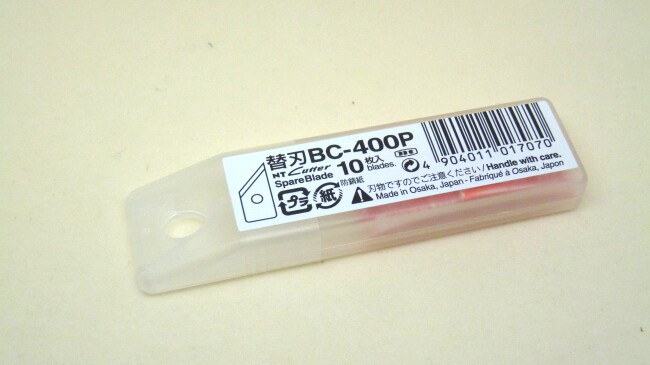 替刃BC-400P
NT Cutter
SpareBlade 10枚入 blades.
防錆紙
プラ 紙
4 904011 017070
刃物ですのでご注意ください/Handle with care.
Made in Osaka, Japan - Fabriqué à Osaka, Japon